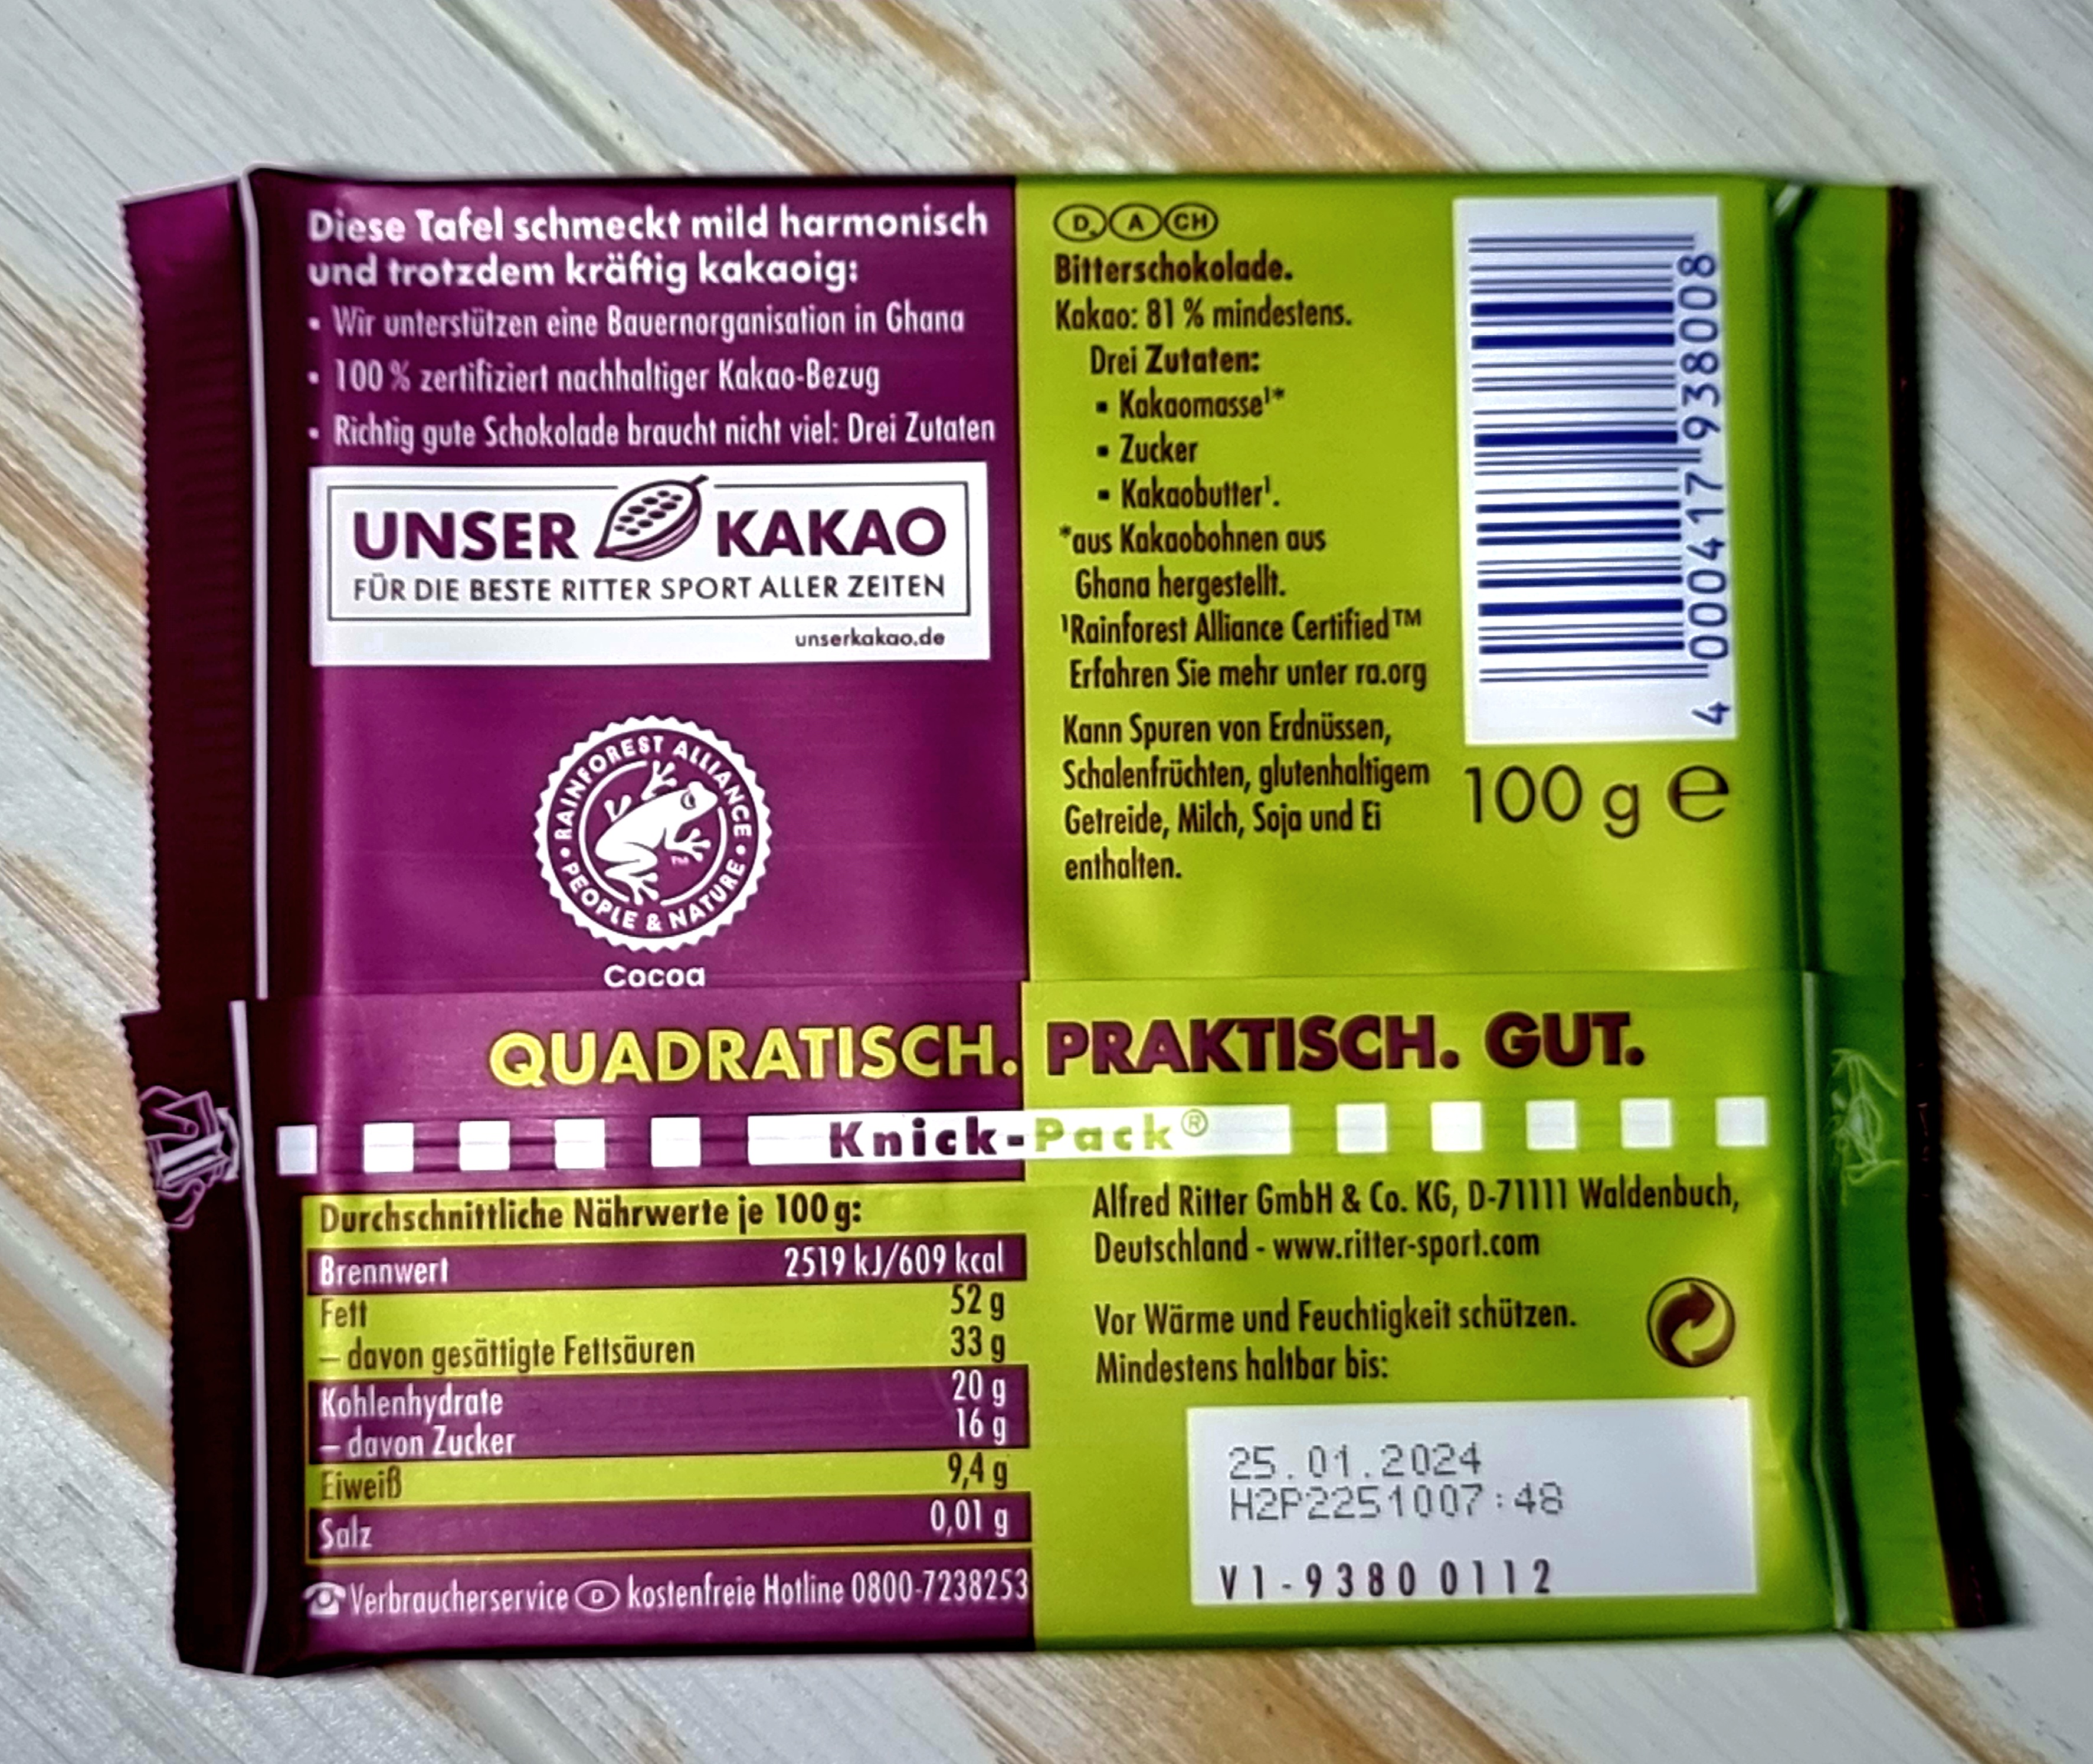 Diese Tafel schmeckt mild harmonisch
und trotzdem kräftig kakaoig:
• Wir unterstützen eine Bauernorganisation in Ghana
• 100 % zertifiziert nachhaltiger Kakao-Bezug
• Richtig gute Schokolade braucht nicht viel: Drei Zutaten
UNSER KAKAO
FÜR DIE BESTE RITTER SPORT ALLER ZEITEN
unserkakao.de
RAINFOREST ALLIANCE
• PEOPLE & NATURE •
TM
Cocoa
D A CH
Bitterschokolade.
Kakao: 81 % mindestens.
Drei Zutaten:
▪ Kakaomasse¹*
▪ Zucker
▪ Kakaobutter¹.
*aus Kakaobohnen aus
Ghana hergestellt.
¹Rainforest Alliance Certified™
Erfahren Sie mehr unter ra.org
Kann Spuren von Erdnüssen,
Schalenfrüchten, glutenhaltigem
Getreide, Milch, Soja und Ei
enthalten.
4 000417 938008
100 g e
QUADRATISCH. PRAKTISCH. GUT.
Knick-Pack®
Durchschnittliche Nährwerte je 100 g:
Brennwert 2519 kJ/609 kcal
Fett 52 g
– davon gesättigte Fettsäuren 33 g
Kohlenhydrate 20 g
– davon Zucker 16 g
Eiweiß 9,4 g
Salz 0,01 g
Verbraucherservice D kostenfreie Hotline 0800-7238253
Alfred Ritter GmbH & Co. KG, D-71111 Waldenbuch,
Deutschland - www.ritter-sport.com
Vor Wärme und Feuchtigkeit schützen.
Mindestens haltbar bis:
25.01.2024
H2P2251007:48
V1-9380 0112